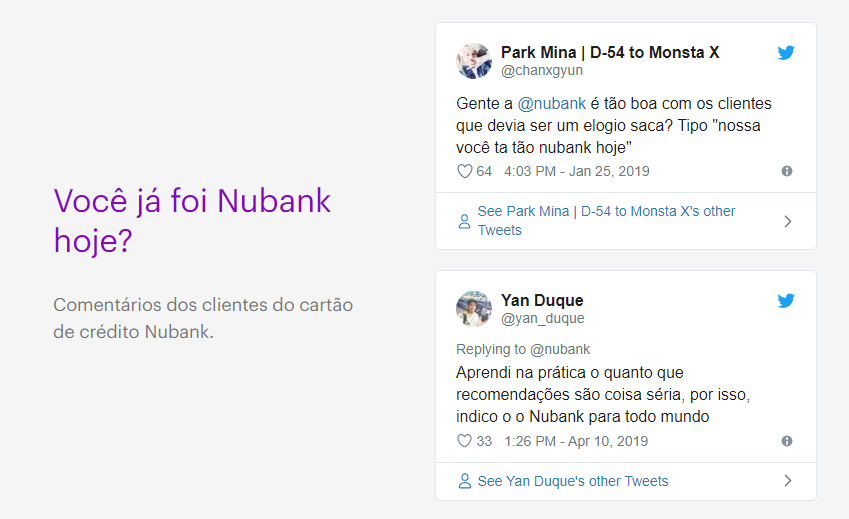 Você já foi Nubank
hoje?
Comentários dos clientes do cartão
de crédito Nubank.
Park Mina | D-54 to Monsta X
@chanxgyun
Gente a @nubank é tão boa com os clientes
que devia ser um elogio saca? Tipo "nossa
você ta tão nubank hoje"
64 4:03 PM - Jan 25, 2019
See Park Mina | D-54 to Monsta X's other
Tweets
Yan Duque
@yan_duque
Replying to @nubank
Aprendi na prática o quanto que
recomendações são coisa séria, por isso,
indico o o Nubank para todo mundo
33 1:26 PM - Apr 10, 2019
See Yan Duque's other Tweets